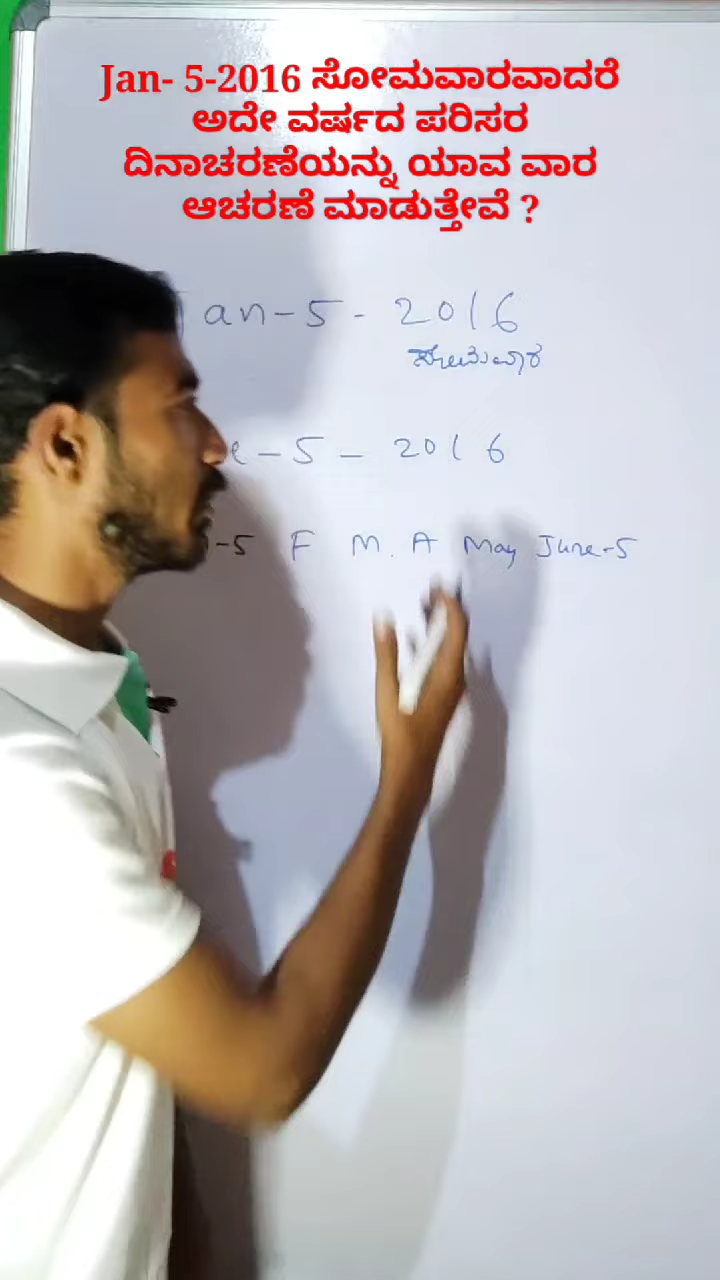 Jan- 5-2016 ಸೋಮವಾರವಾದರೆ
ಅದೇ ವರ್ಷದ ಪರಿಸರ
ದಿನಾಚರಣೆಯನ್ನು ಯಾವ ವಾರ
ಆಚರಣೆ ಮಾಡುತ್ತೇವೆ ?
Jan-5-2016
ಸೋಮವಾರ
e-5-2016
-5 F M. A May June-5